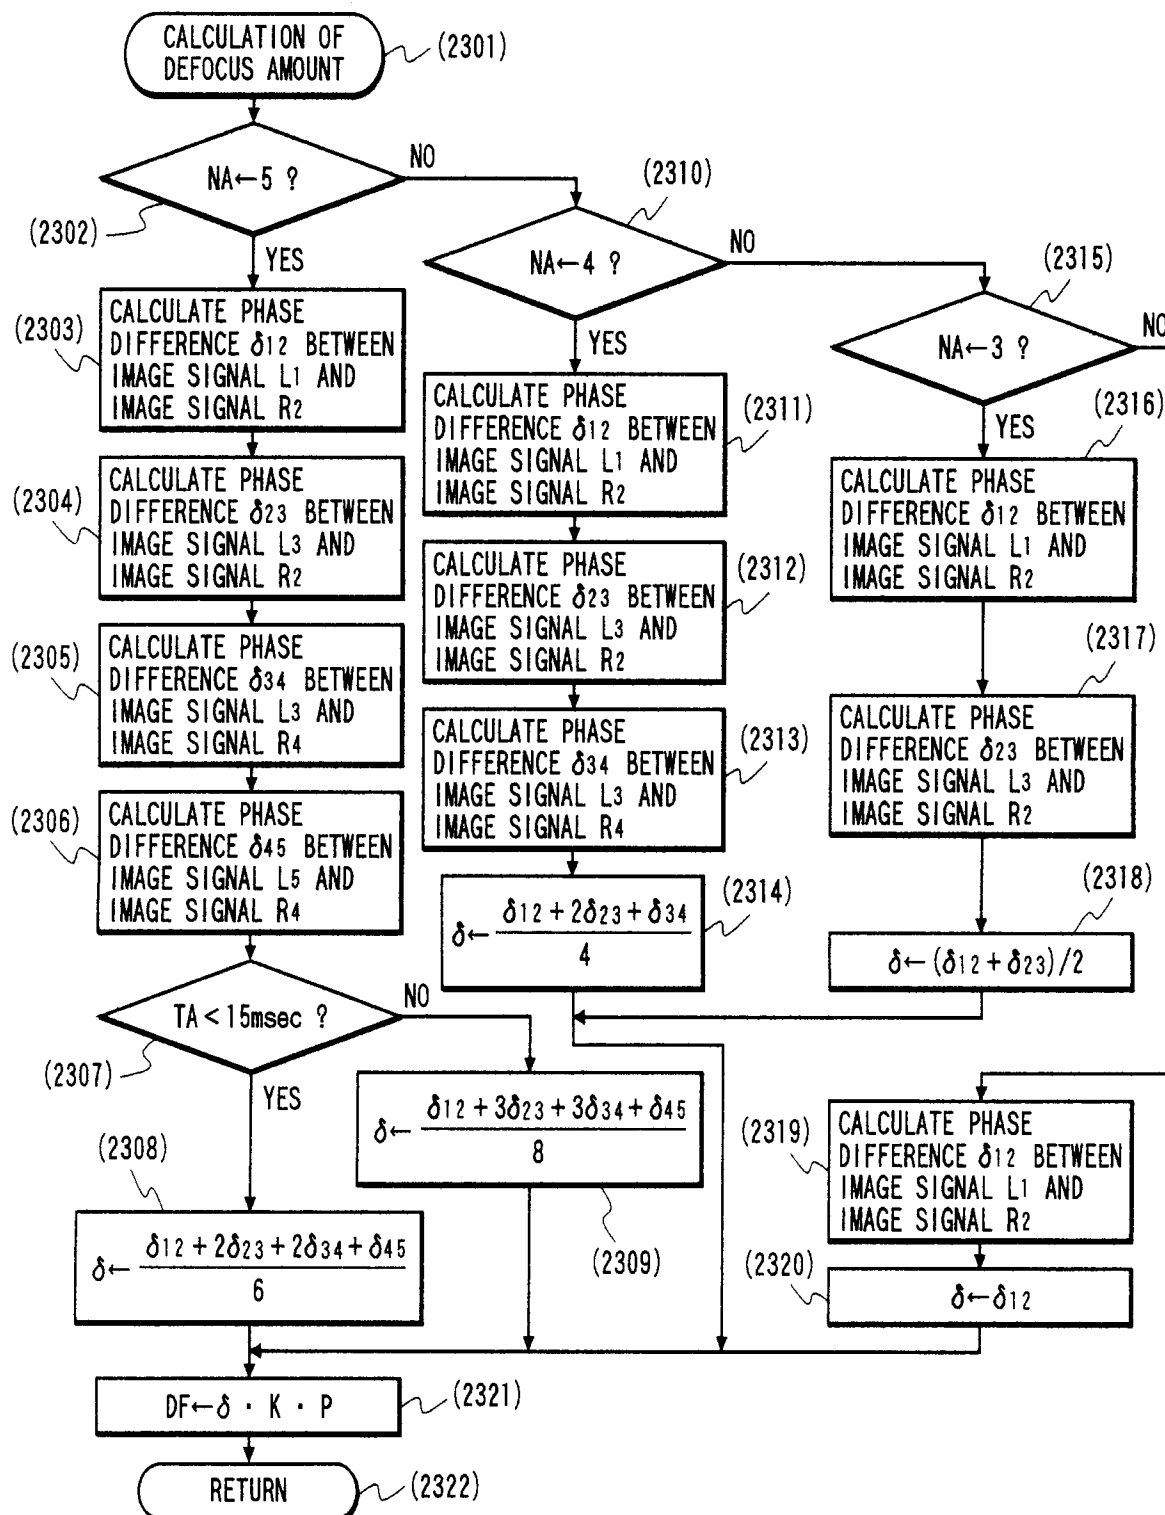 CALCULATION OF
DEFOCUS AMOUNT
(2301)
NA←5 ?
NO
(2302)
YES
CALCULATE PHASE
DIFFERENCE δ12 BETWEEN
IMAGE SIGNAL L1 AND
IMAGE SIGNAL R2
(2303)
CALCULATE PHASE
DIFFERENCE δ23 BETWEEN
IMAGE SIGNAL L3 AND
IMAGE SIGNAL R2
(2304)
CALCULATE PHASE
DIFFERENCE δ34 BETWEEN
IMAGE SIGNAL L3 AND
IMAGE SIGNAL R4
(2305)
CALCULATE PHASE
DIFFERENCE δ45 BETWEEN
IMAGE SIGNAL L5 AND
IMAGE SIGNAL R4
(2306)
TA<15msec ?
NO
(2307)
YES
(2308)
δ12+2δ23+2δ34+δ45
δ←
6
δ12+3δ23+3δ34+δ45
δ←
8
(2309)
(2310)
NA←4 ?
NO
YES
CALCULATE PHASE
DIFFERENCE δ12 BETWEEN
IMAGE SIGNAL L1 AND
IMAGE SIGNAL R2
(2311)
CALCULATE PHASE
DIFFERENCE δ23 BETWEEN
IMAGE SIGNAL L3 AND
IMAGE SIGNAL R2
(2312)
CALCULATE PHASE
DIFFERENCE δ34 BETWEEN
IMAGE SIGNAL L3 AND
IMAGE SIGNAL R4
(2313)
δ12+2δ23+δ34
δ←
4
(2314)
(2315)
NA←3 ?
NO
YES
(2316)
CALCULATE PHASE
DIFFERENCE δ12 BETWEEN
IMAGE SIGNAL L1 AND
IMAGE SIGNAL R2
(2317)
CALCULATE PHASE
DIFFERENCE δ23 BETWEEN
IMAGE SIGNAL L3 AND
IMAGE SIGNAL R2
(2318)
δ←(δ12+δ23)/2
(2319)
CALCULATE PHASE
DIFFERENCE δ12 BETWEEN
IMAGE SIGNAL L1 AND
IMAGE SIGNAL R2
(2320)
δ←δ12
DF←δ · K · P
(2321)
RETURN
(2322)